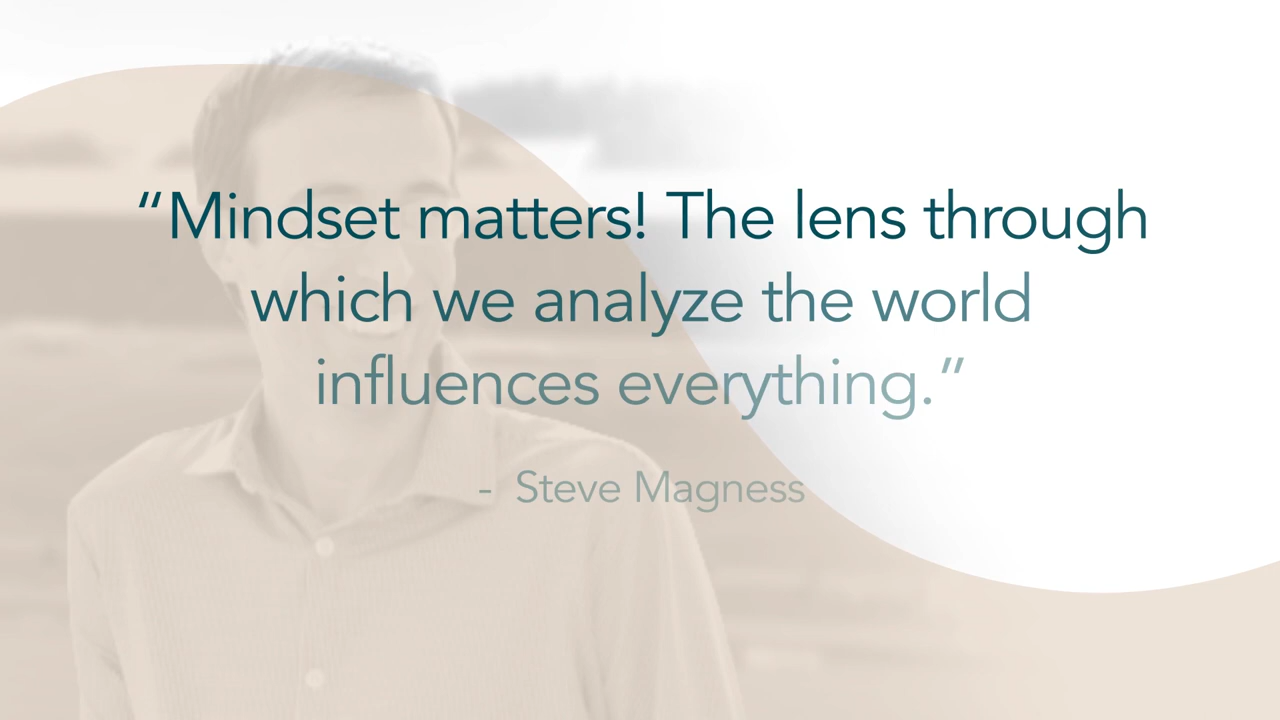 “Mindset matters! The lens through
which we analyze the world
influences everything.”
- Steve Magness